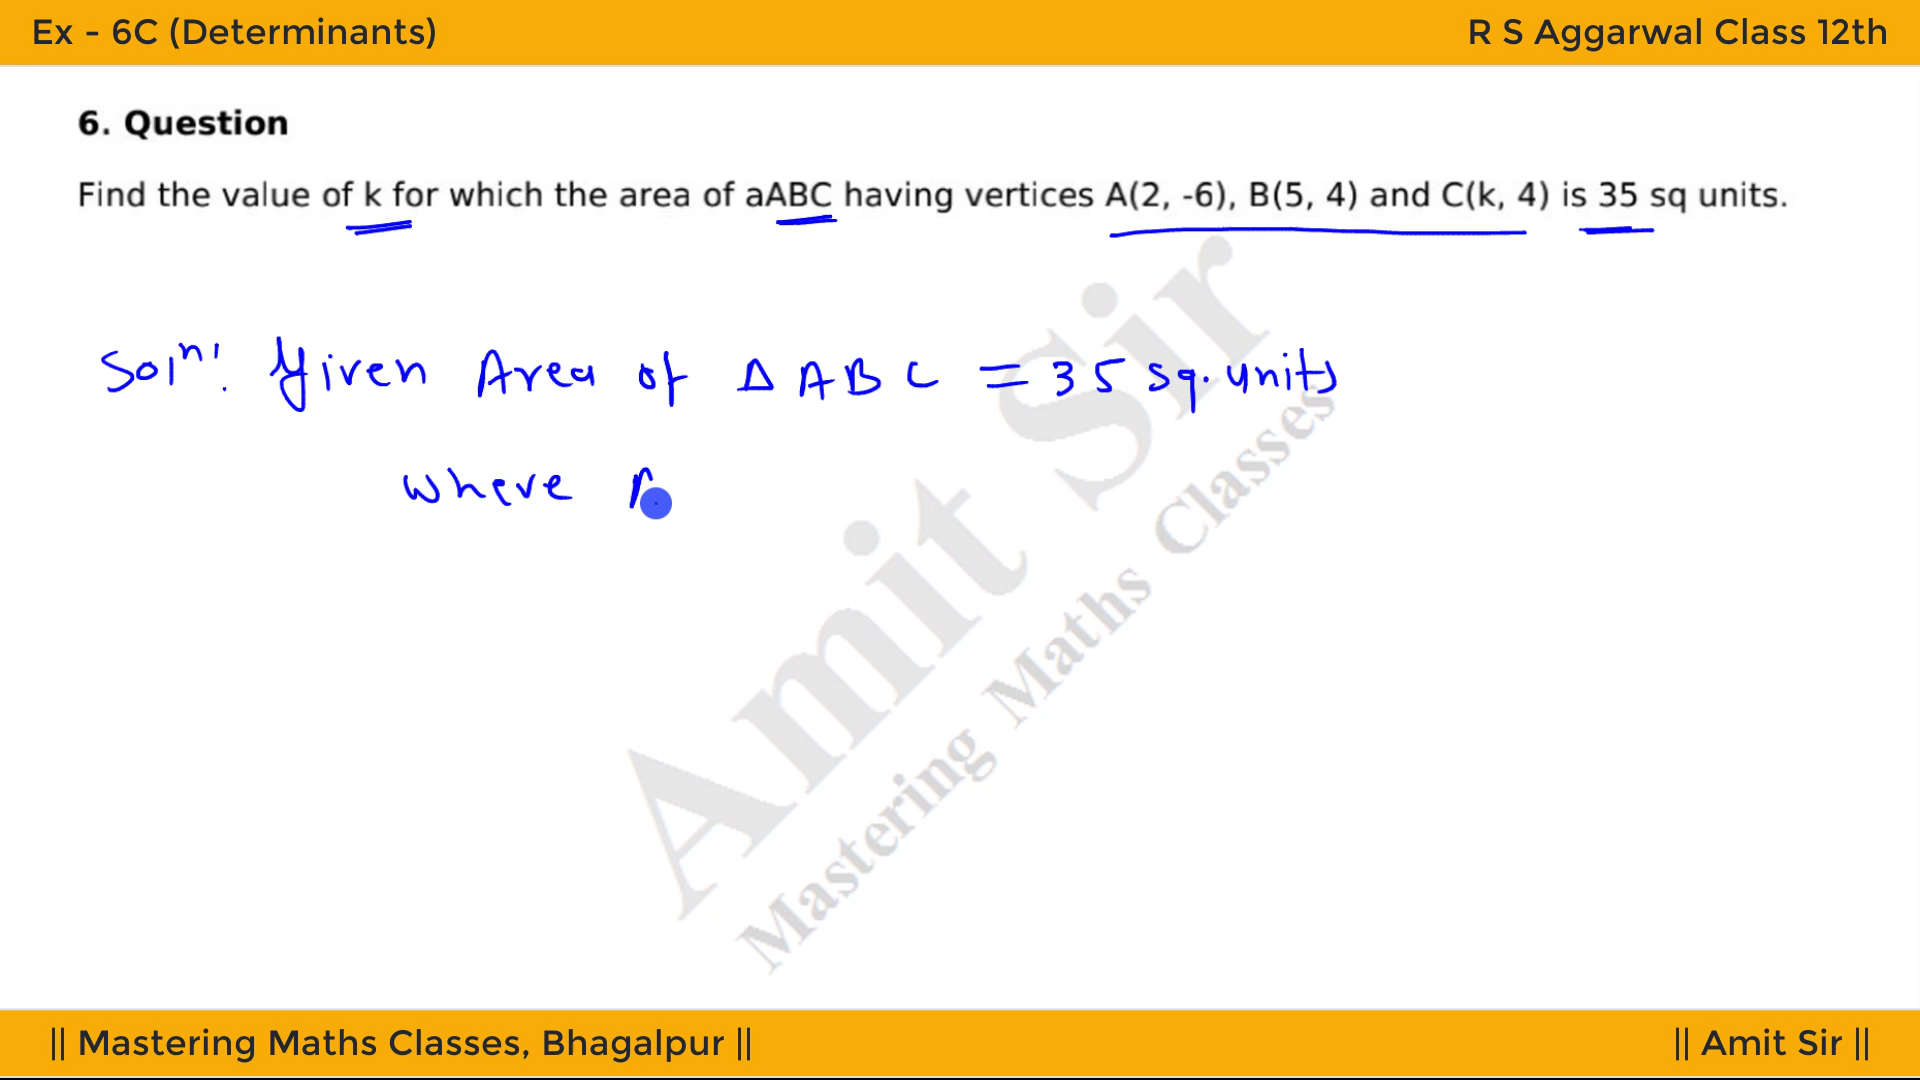 Ex - 6C (Determinants)
R S Aggarwal Class 12th
6. Question
Find the value of k for which the area of aABC having vertices A(2, -6), B(5, 4) and C(k, 4) is 35 sq units.
Solⁿ: Given Area of Δ ABC = 35 sq. units
where
Amit Sir
Mastering Maths Classes
|| Mastering Maths Classes, Bhagalpur ||
|| Amit Sir ||